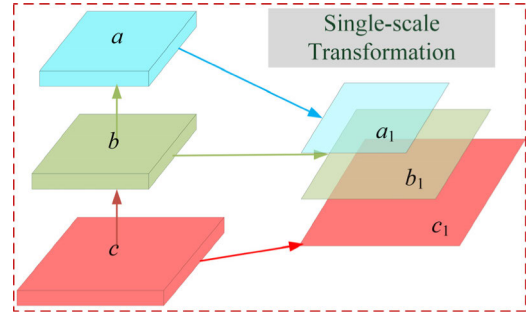 Single-scale
Transformation
a
b
c
a₁
b₁
c₁